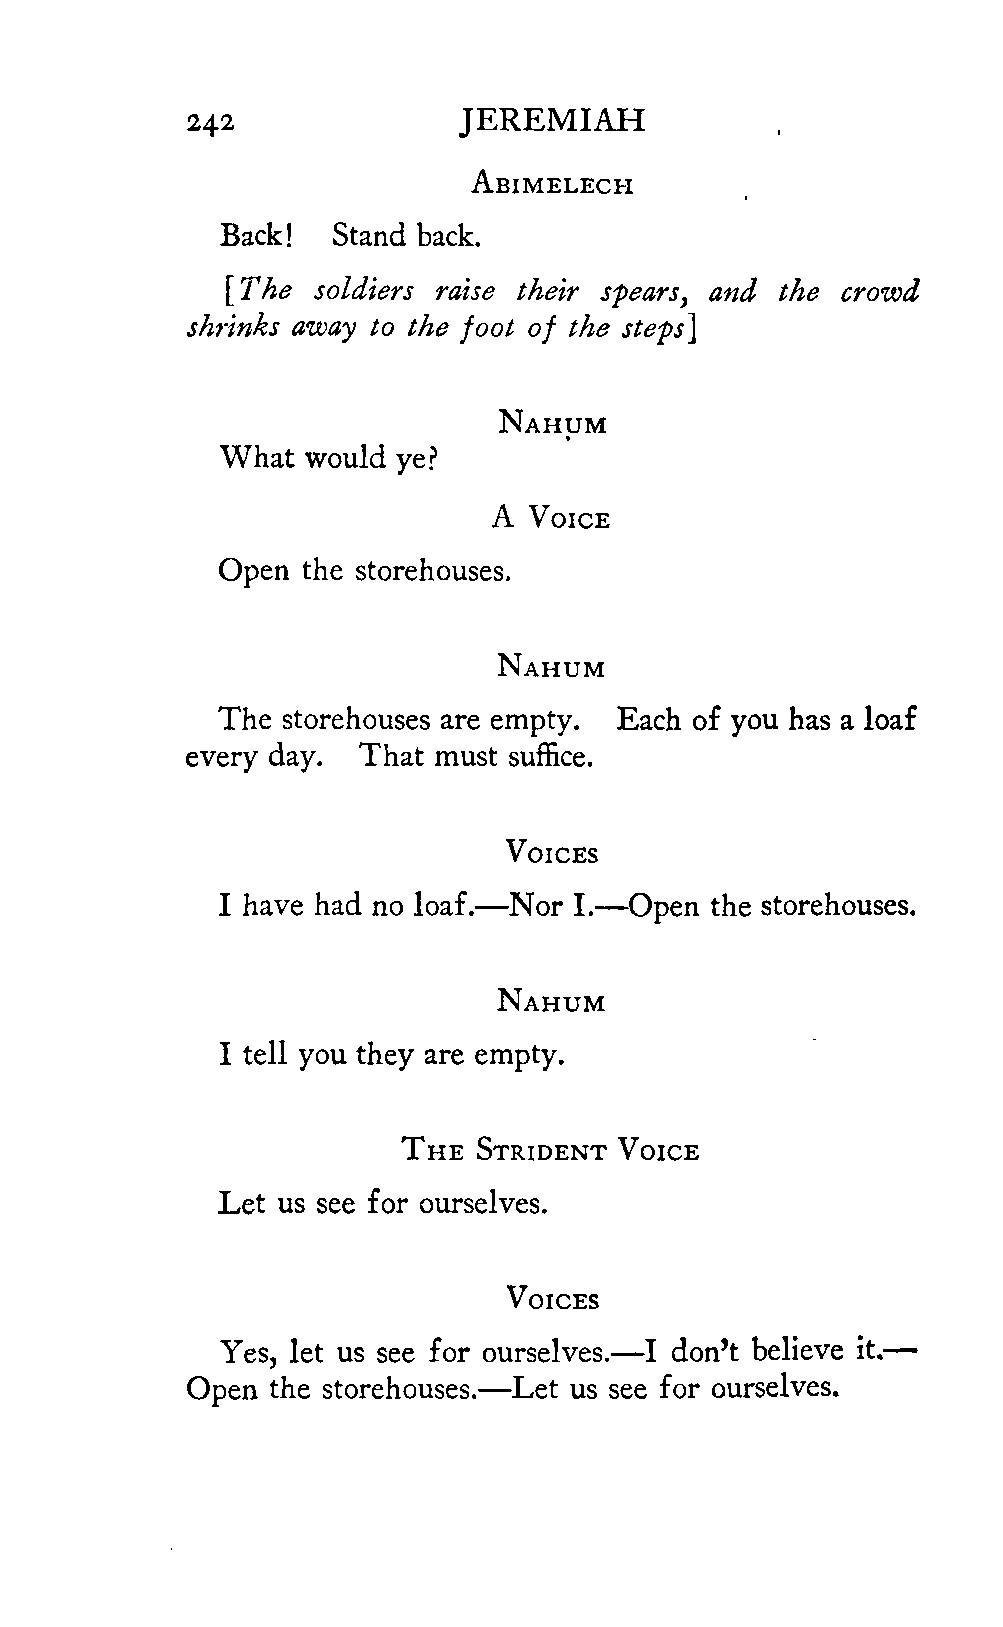 242 JEREMIAH
ABIMELECH
Back! Stand back.
[The soldiers raise their spears, and the crowd
shrinks away to the foot of the steps]
NAHUM
What would ye?
A VOICE
Open the storehouses.
NAHUM
The storehouses are empty. Each of you has a loaf
every day. That must suffice.
VOICES
I have had no loaf.—Nor I.—Open the storehouses.
NAHUM
I tell you they are empty.
THE STRIDENT VOICE
Let us see for ourselves.
VOICES
Yes, let us see for ourselves.—I don't believe it.—
Open the storehouses.—Let us see for ourselves.